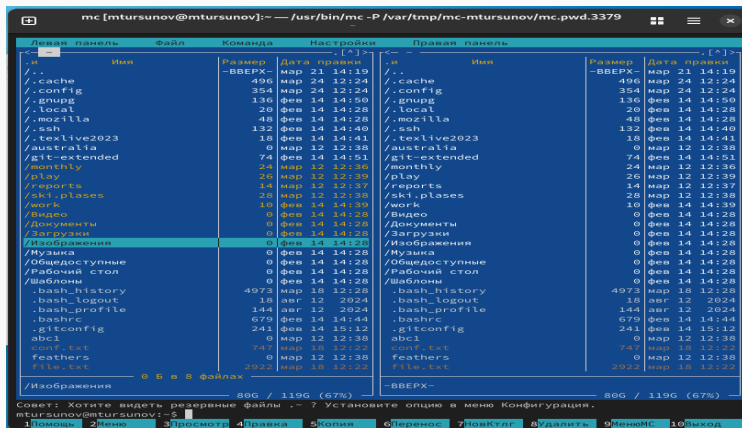 mc [mtursunov@mtursunov]:~ — /usr/bin/mc -P /var/tmp/mc-mtursunov/mc.pwd.3379
~
Левая панель Файл Команда Настройки Правая панель
<— ~ .[^]> <— ~ .[^]>
.и Имя Размер Дата правки .и Имя Размер Дата правки
/.. -ВВЕРХ- мар 21 14:19 /.. -ВВЕРХ- мар 21 14:19
/.cache 496 мар 24 12:24 /.cache 496 мар 24 12:24
/.config 354 мар 24 12:24 /.config 354 мар 24 12:24
/.gnupg 136 фев 14 14:50 /.gnupg 136 фев 14 14:50
/.local 20 фев 14 14:28 /.local 20 фев 14 14:28
/.mozilla 48 фев 14 14:28 /.mozilla 48 фев 14 14:28
/.ssh 132 фев 14 14:40 /.ssh 132 фев 14 14:40
/.texlive2023 18 фев 14 14:41 /.texlive2023 18 фев 14 14:41
/australia 0 мар 12 12:38 /australia 0 мар 12 12:38
/git-extended 74 фев 14 14:51 /git-extended 74 фев 14 14:51
/monthly 24 мар 12 12:36 /monthly 24 мар 12 12:36
/play 26 мар 12 12:39 /play 26 мар 12 12:39
/reports 14 мар 12 12:37 /reports 14 мар 12 12:37
/ski.plases 28 мар 12 12:38 /ski.plases 28 мар 12 12:38
/work 10 фев 14 14:39 /work 10 фев 14 14:39
/Видео 0 фев 14 14:28 /Видео 0 фев 14 14:28
/Документы 0 фев 14 14:28 /Документы 0 фев 14 14:28
/Загрузки 0 фев 14 14:28 /Загрузки 0 фев 14 14:28
/Изображения 0 фев 14 14:28 /Изображения 0 фев 14 14:28
/Музыка 0 фев 14 14:28 /Музыка 0 фев 14 14:28
/Общедоступные 0 фев 14 14:28 /Общедоступные 0 фев 14 14:28
/Рабочий стол 0 фев 14 14:28 /Рабочий стол 0 фев 14 14:28
/Шаблоны 0 фев 14 14:28 /Шаблоны 0 фев 14 14:28
.bash_history 4973 мар 18 12:28 .bash_history 4973 мар 18 12:28
.bash_logout 18 авг 12 2024 .bash_logout 18 авг 12 2024
.bash_profile 144 авг 12 2024 .bash_profile 144 авг 12 2024
.bashrc 679 фев 14 14:44 .bashrc 679 фев 14 14:44
.gitconfig 241 фев 14 15:12 .gitconfig 241 фев 14 15:12
abc1 0 мар 12 12:38 abc1 0 мар 12 12:38
conf.txt 747 мар 18 12:22 conf.txt 747 мар 18 12:22
feathers 0 мар 12 12:38 feathers 0 мар 12 12:38
file.txt 2922 мар 18 12:22 file.txt 2922 мар 18 12:22
0 Б в 8 файлах
/Изображения -ВВЕРХ-
80G / 119G (67%) 80G / 119G (67%)
Совет: Хотите видеть резервные файлы .~ ? Установите опцию в меню Конфигурация.
mtursunov@mtursunov:~$
1Помощь 2Меню 3Просмотр 4Правка 5Копия 6Перенос 7НовКтлг 8Удалить 9МенюMC 10Выход